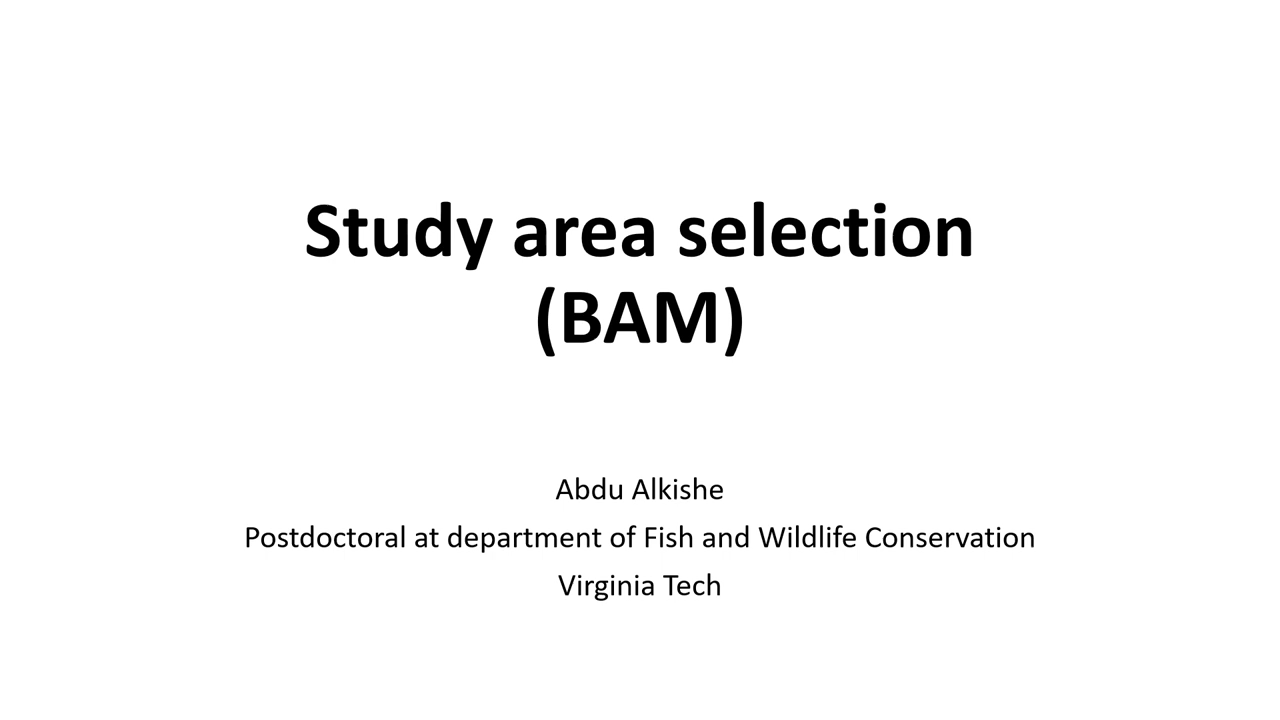 Study area selection
(BAM)
Abdu Alkishe
Postdoctoral at department of Fish and Wildlife Conservation
Virginia Tech